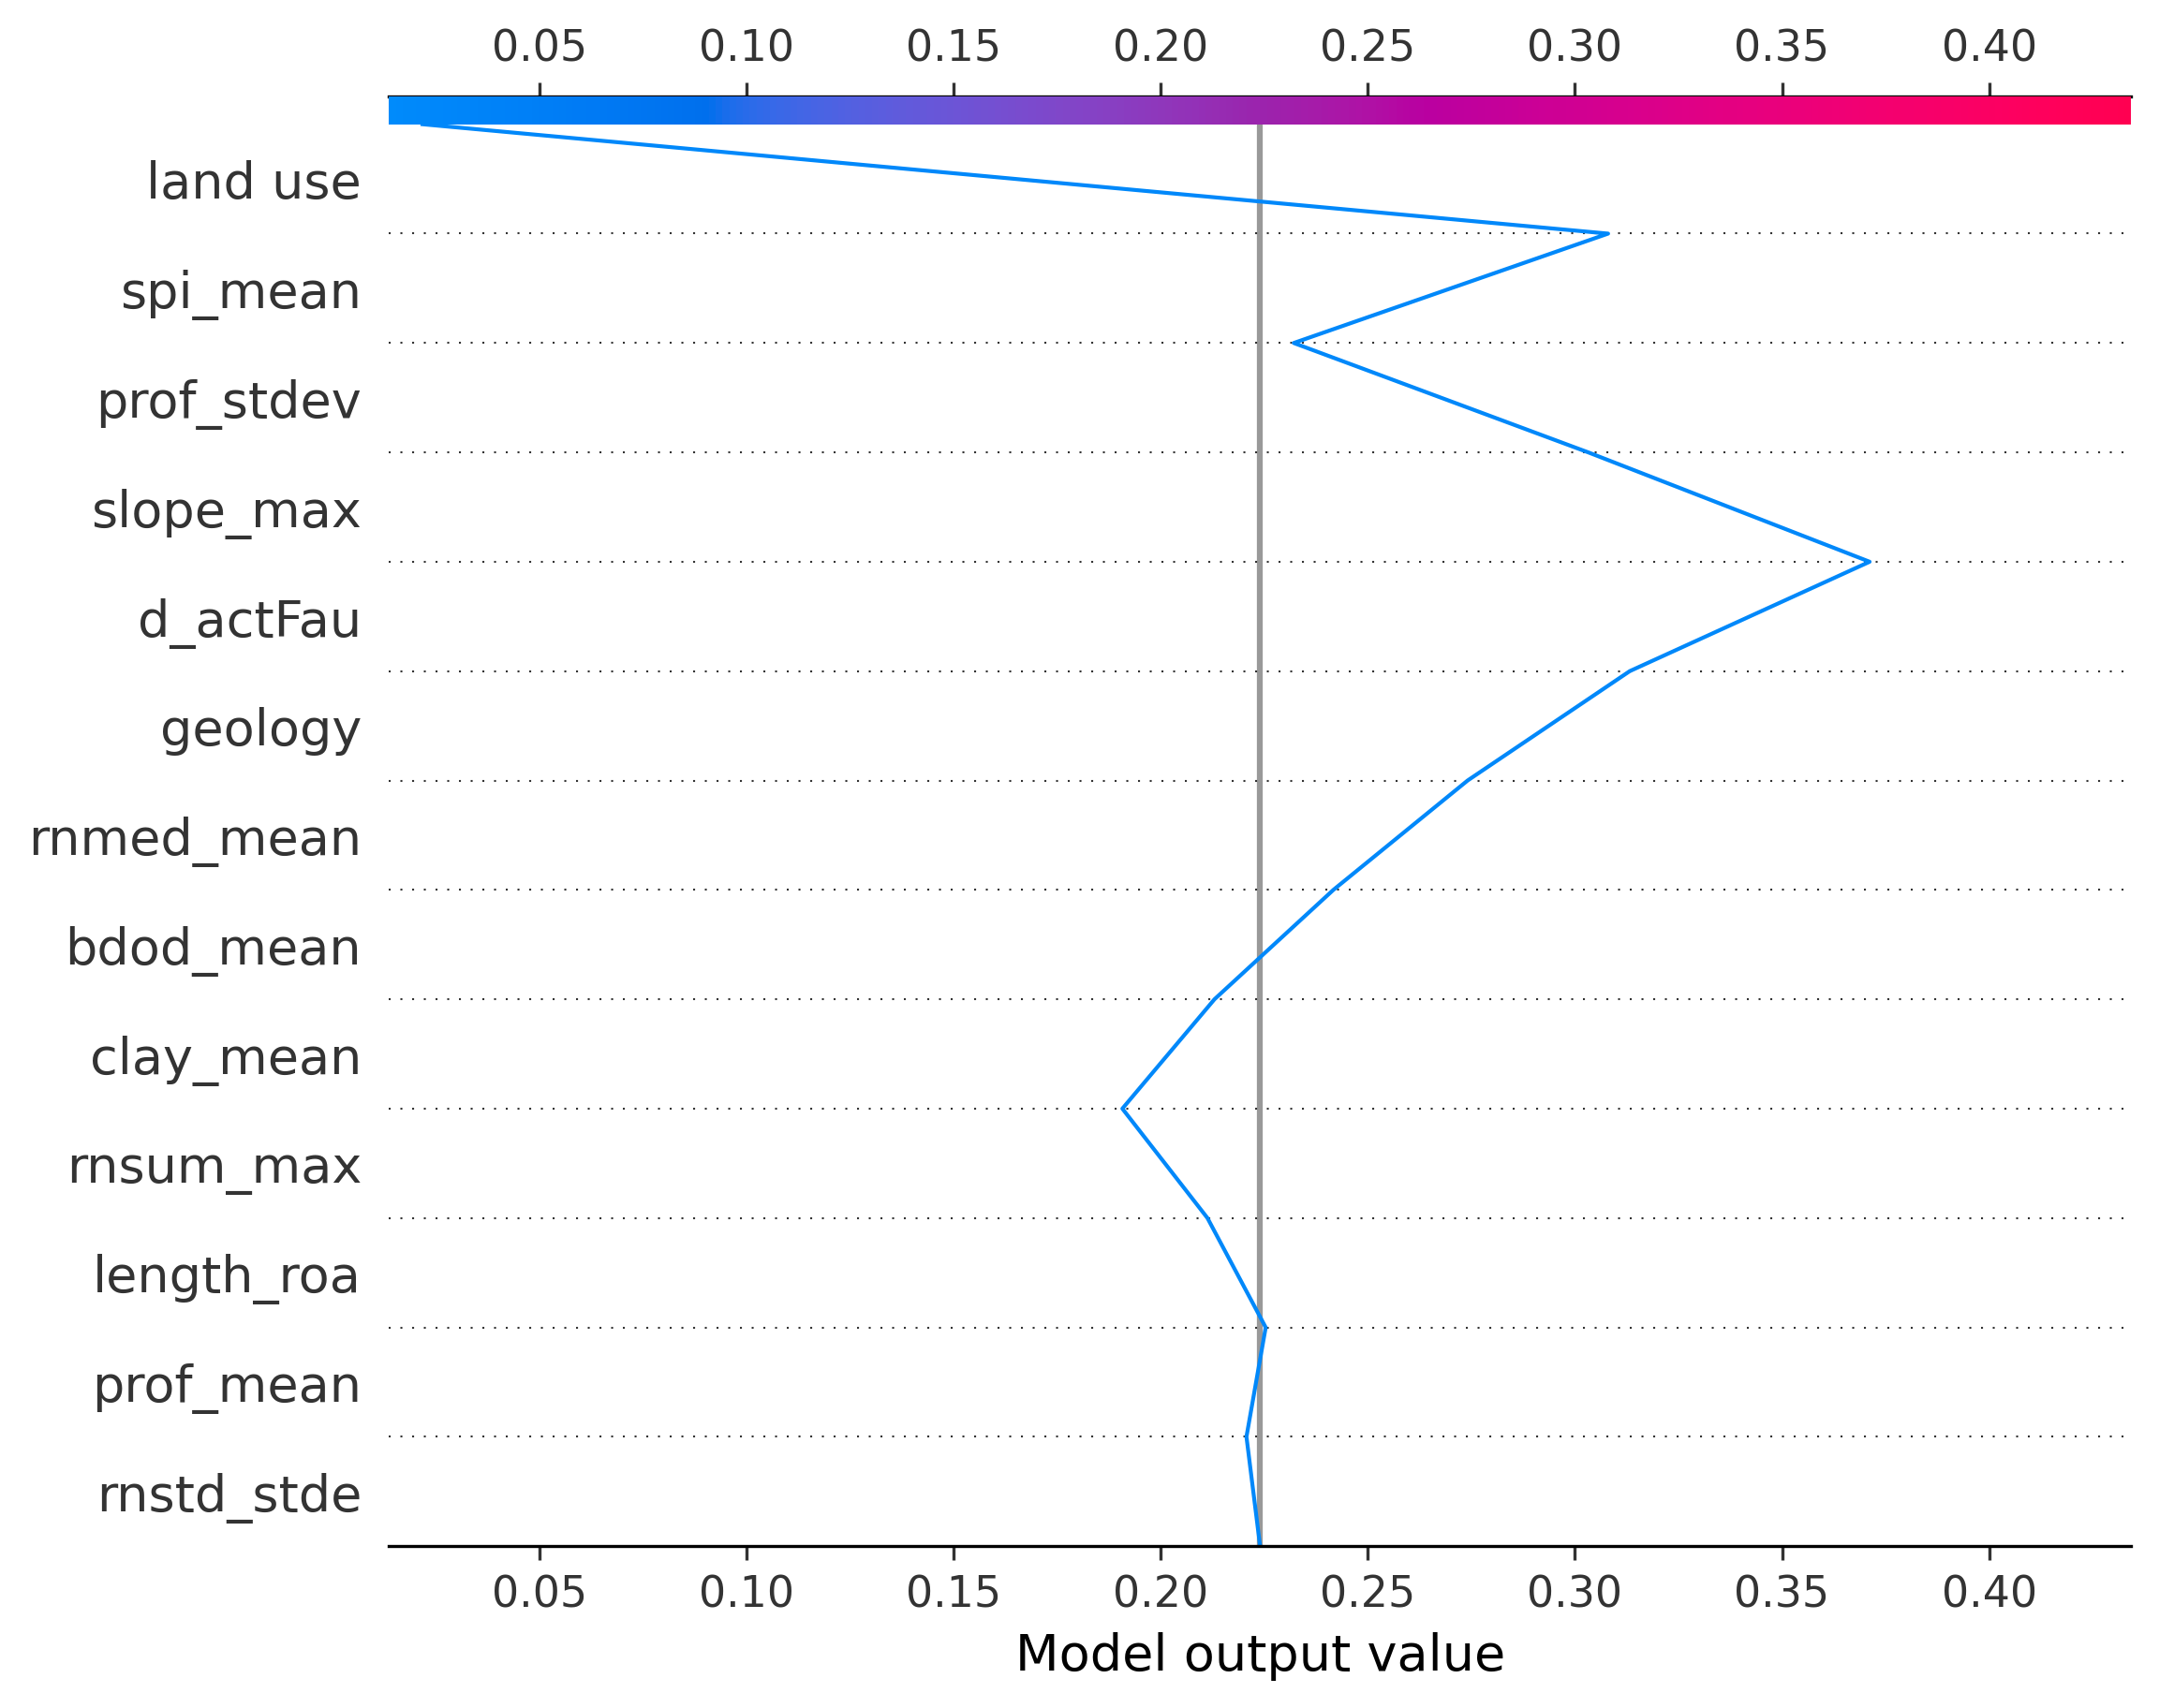 0.05 0.10 0.15 0.20 0.25 0.30 0.35 0.40
land use
spi_mean
prof_stdev
slope_max
d_actFau
geology
rnmed_mean
bdod_mean
clay_mean
rnsum_max
length_roa
prof_mean
rnstd_stde
0.05 0.10 0.15 0.20 0.25 0.30 0.35 0.40
Model output value